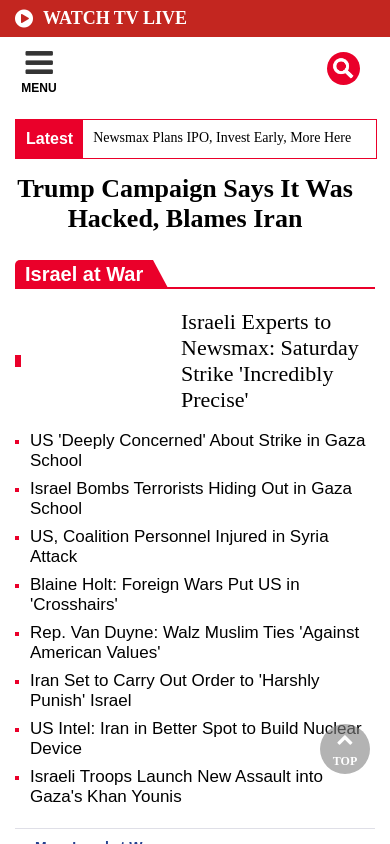 WATCH TV LIVE
MENU
Latest
Newsmax Plans IPO, Invest Early, More Here
Trump Campaign Says It Was
Hacked, Blames Iran
Israel at War
Israeli Experts to
Newsmax: Saturday
Strike 'Incredibly
Precise'
US 'Deeply Concerned' About Strike in Gaza
School
Israel Bombs Terrorists Hiding Out in Gaza
School
US, Coalition Personnel Injured in Syria
Attack
Blaine Holt: Foreign Wars Put US in
'Crosshairs'
Rep. Van Duyne: Walz Muslim Ties 'Against
American Values'
Iran Set to Carry Out Order to 'Harshly
Punish' Israel
US Intel: Iran in Better Spot to Build Nuclear
Device
TOP
Israeli Troops Launch New Assault into
Gaza's Khan Younis